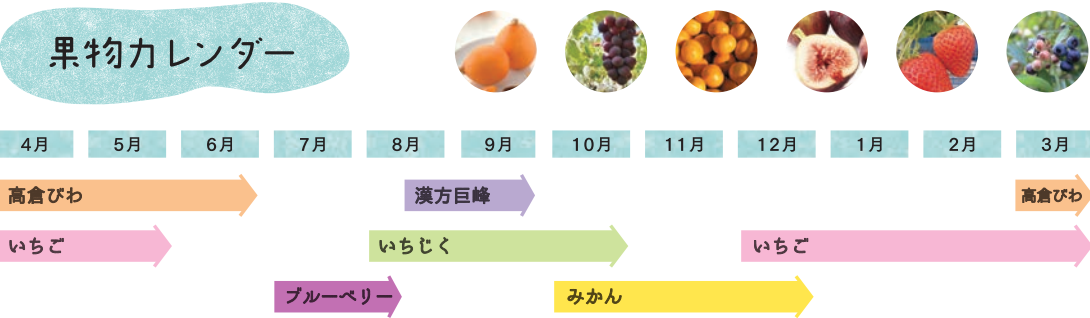 果物カレンダー
4月 5月 6月 7月 8月 9月 10月 11月 12月 1月 2月 3月
高倉びわ 漢方巨峰 高倉びわ
いちご いちじく いちご
ブルーベリー みかん